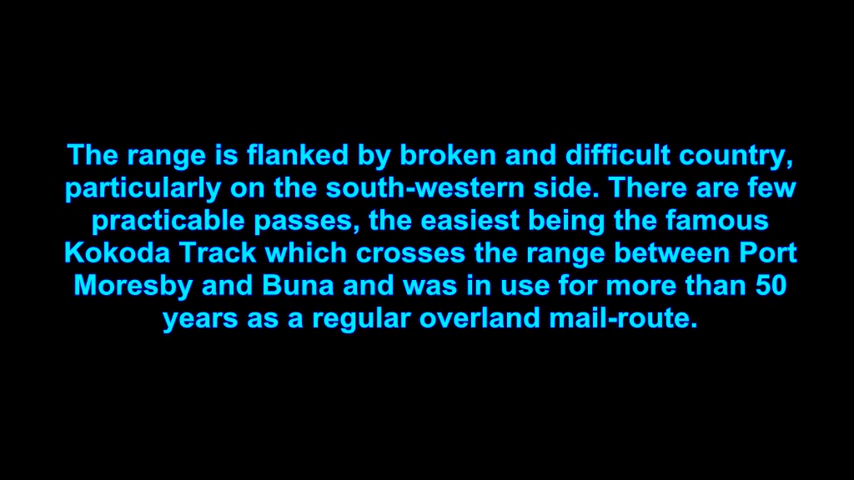 The range is flanked by broken and difficult country,
particularly on the south-western side. There are few
practicable passes, the easiest being the famous
Kokoda Track which crosses the range between Port
Moresby and Buna and was in use for more than 50
years as a regular overland mail-route.